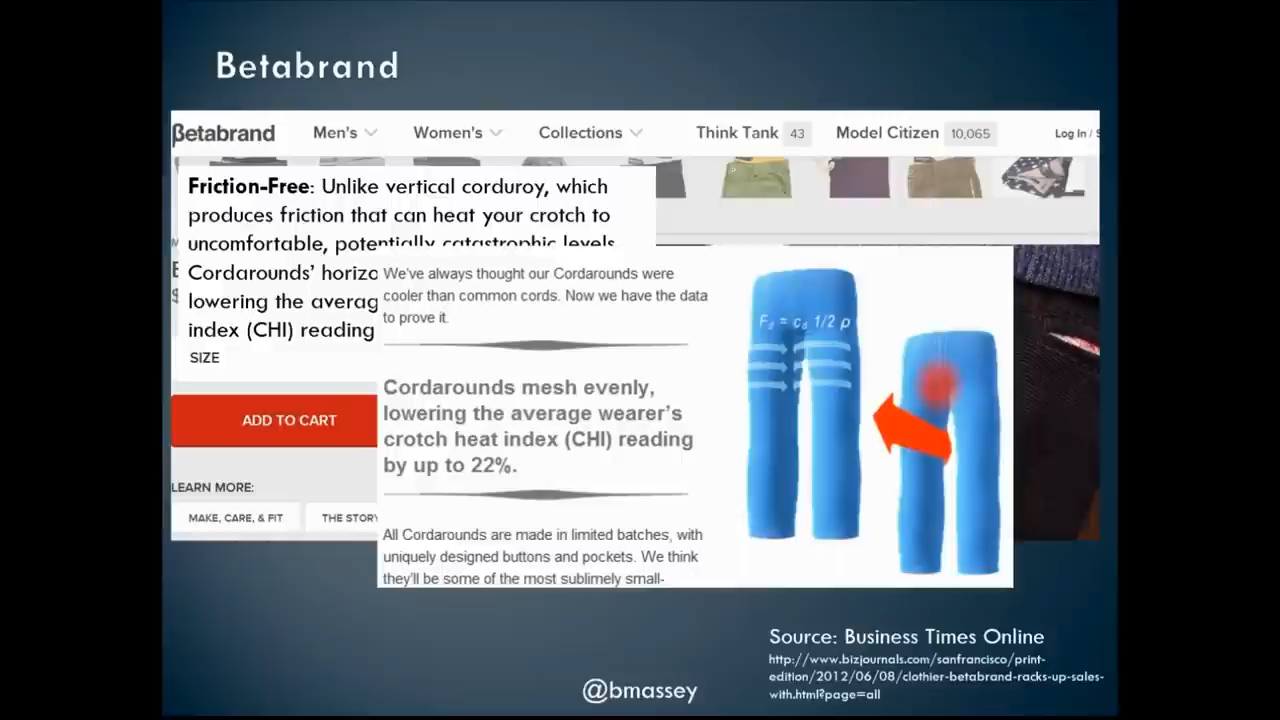 Betabrand
βetabrand Men's Women's Collections Think Tank 43 Model Citizen 10,065 Log In /
Friction-Free: Unlike vertical corduroy, which
produces friction that can heat your crotch to
uncomfortable, potentially catastrophic levels
Cordarounds' horizo
lowering the averag
index (CHI) reading
SIZE
ADD TO CART
LEARN MORE:
MAKE, CARE, & FIT THE STORY
We've always thought our Cordarounds were
cooler than common cords. Now we have the data
to prove it.
Cordarounds mesh evenly,
lowering the average wearer's
crotch heat index (CHI) reading
by up to 22%.
All Cordarounds are made in limited batches, with
uniquely designed buttons and pockets. We think
they'll be some of the most sublimely small-
Source: Business Times Online
http://www.bizjournals.com/sanfrancisco/print-
edition/2012/06/08/clothier-betabrand-racks-up-sales-
with.html?page=all
@bmassey